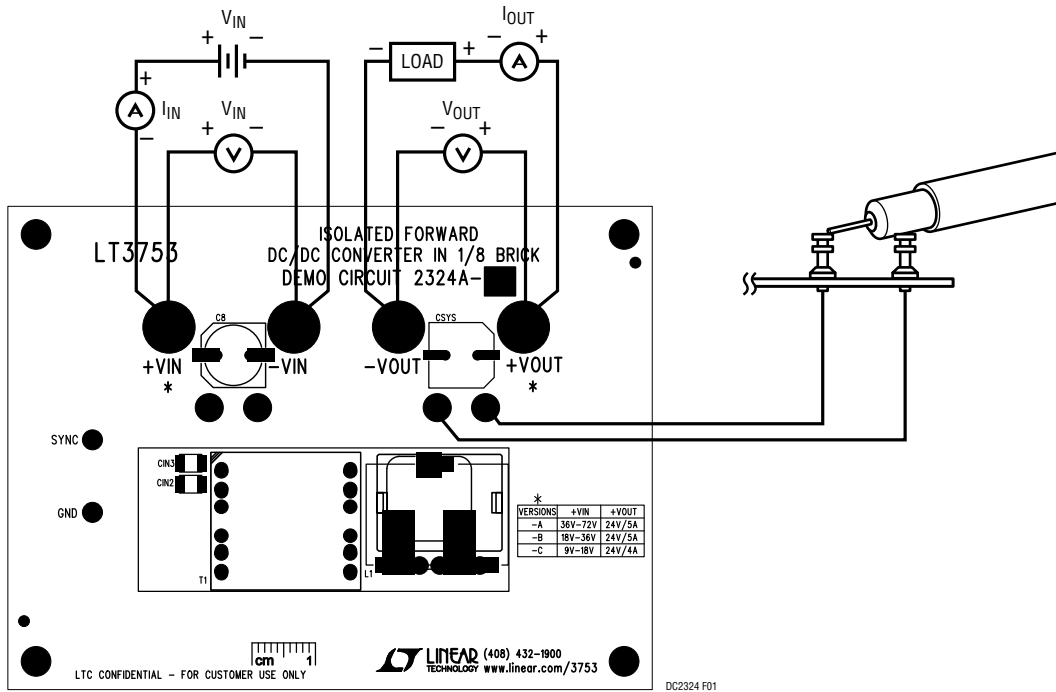 VIN
+ −
+
A
IIN
−
VIN
+ −
V
IOUT
− +
− LOAD +
A
VOUT
− +
V
LT3753
ISOLATED FORWARD
DC/DC CONVERTER IN 1/8 BRICK
DEMO CIRCUIT 2324A-
C8
CSYS
+VIN
*
-VIN
-VOUT
+VOUT
*
SYNC
GND
CIN3
CIN2
T1
L1
*
VERSIONS +VIN +VOUT
-A 36V-72V 24V/5A
-B 18V-36V 24V/5A
-C 9V-18V 24V/4A
cm 1
LTC CONFIDENTIAL - FOR CUSTOMER USE ONLY
LINEAR (408) 432-1900
TECHNOLOGY www.linear.com/3753
DC2324 F01